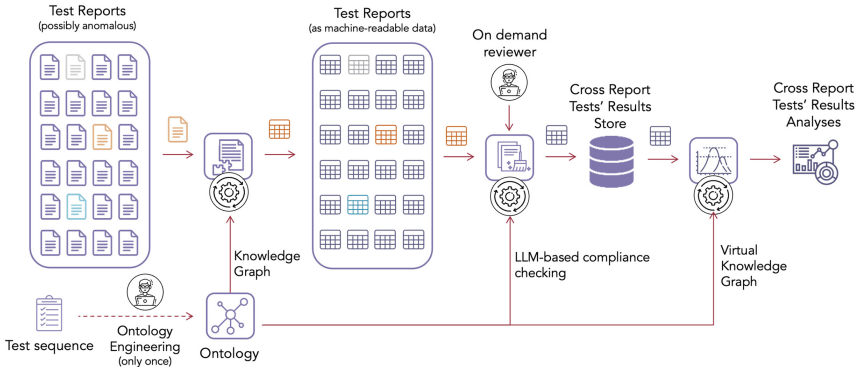 Test Reports
(possibly anomalous)
Test Reports
(as machine-readable data)
On demand
reviewer
Cross Report
Tests' Results
Store
Cross Report
Tests' Results
Analyses
Knowledge
Graph
LLM-based compliance
checking
Virtual
Knowledge
Graph
Test sequence
Ontology
Engineering
(only once)
Ontology